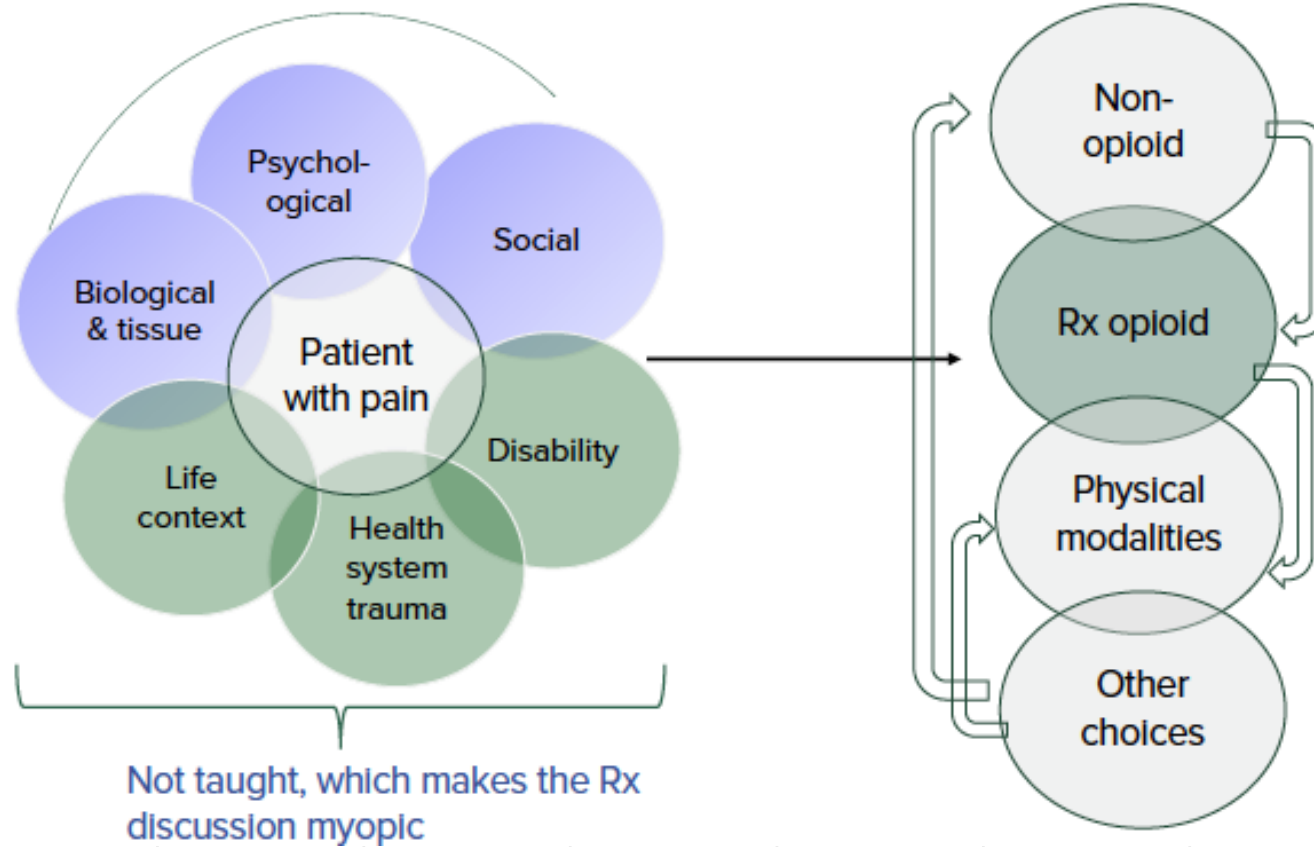 Psychol-
ogical
Social
Biological
& tissue
Patient
with pain
Disability
Life
context
Health
system
trauma
Not taught, which makes the Rx
discussion myopic
Non-
opioid
Rx opioid
Physical
modalities
Other
choices